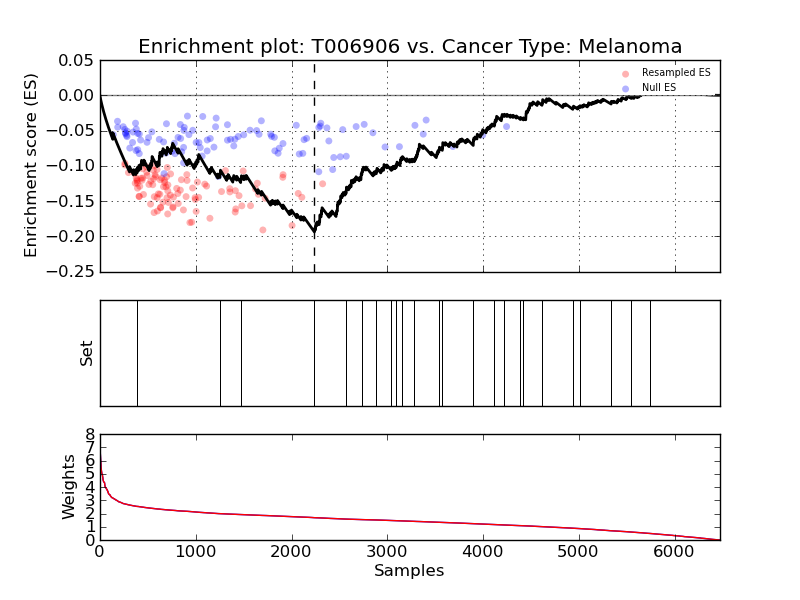 Enrichment plot: T006906 vs. Cancer Type: Melanoma
Enrichment score (ES)
0.05
0.00
−0.05
−0.10
−0.15
−0.20
−0.25
Resampled ES
Null ES
Set
Weights
8
7
6
5
4
3
2
1
0
0 1000 2000 3000 4000 5000 6000
Samples